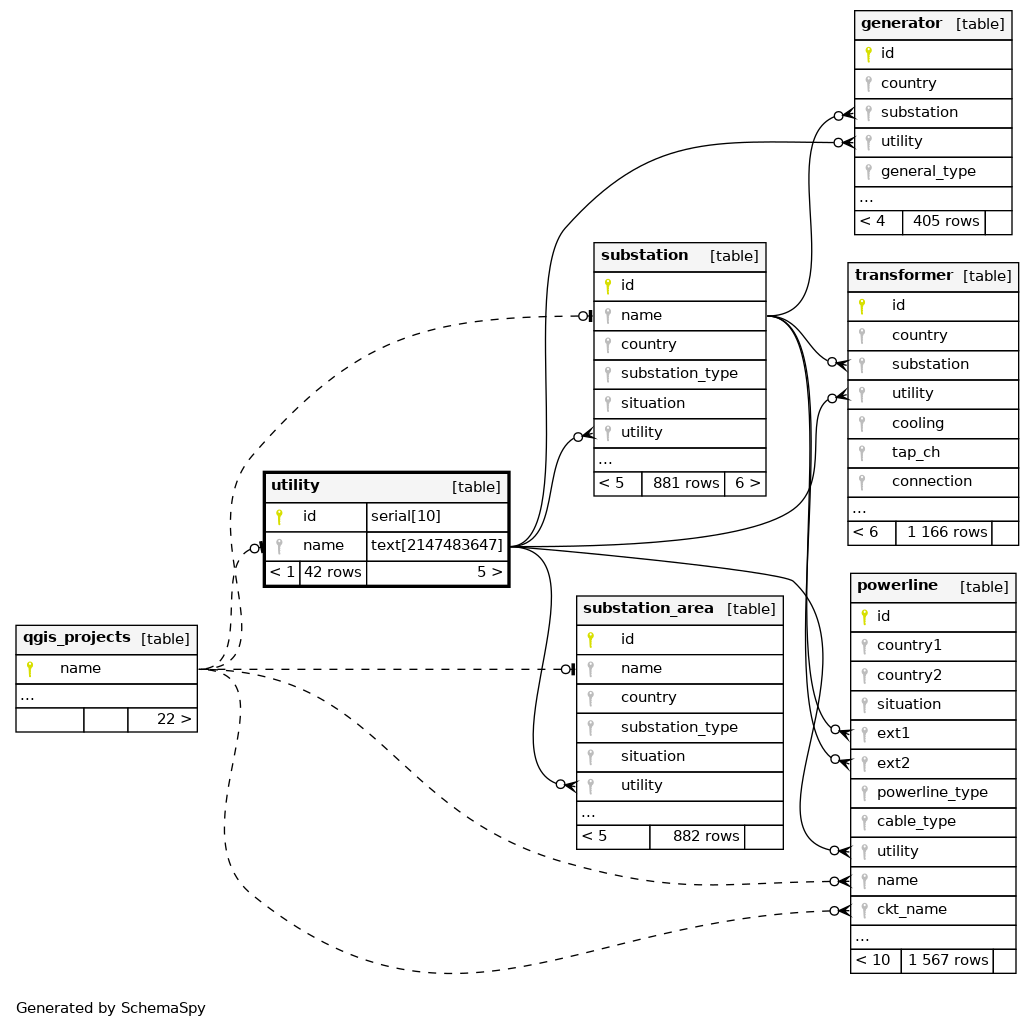 generator [table]
id
country
substation
utility
general_type
...
< 4 405 rows
substation [table]
id
name
country
substation_type
situation
utility
...
< 5 881 rows 6 >
transformer [table]
id
country
substation
utility
cooling
tap_ch
connection
...
< 6 1 166 rows
utility [table]
id serial[10]
name text[2147483647]
< 1 42 rows 5 >
qgis_projects [table]
name
...
22 >
substation_area [table]
id
name
country
substation_type
situation
utility
...
< 5 882 rows
powerline [table]
id
country1
country2
situation
ext1
ext2
powerline_type
cable_type
utility
name
ckt_name
...
< 10 1 567 rows
Generated by SchemaSpy